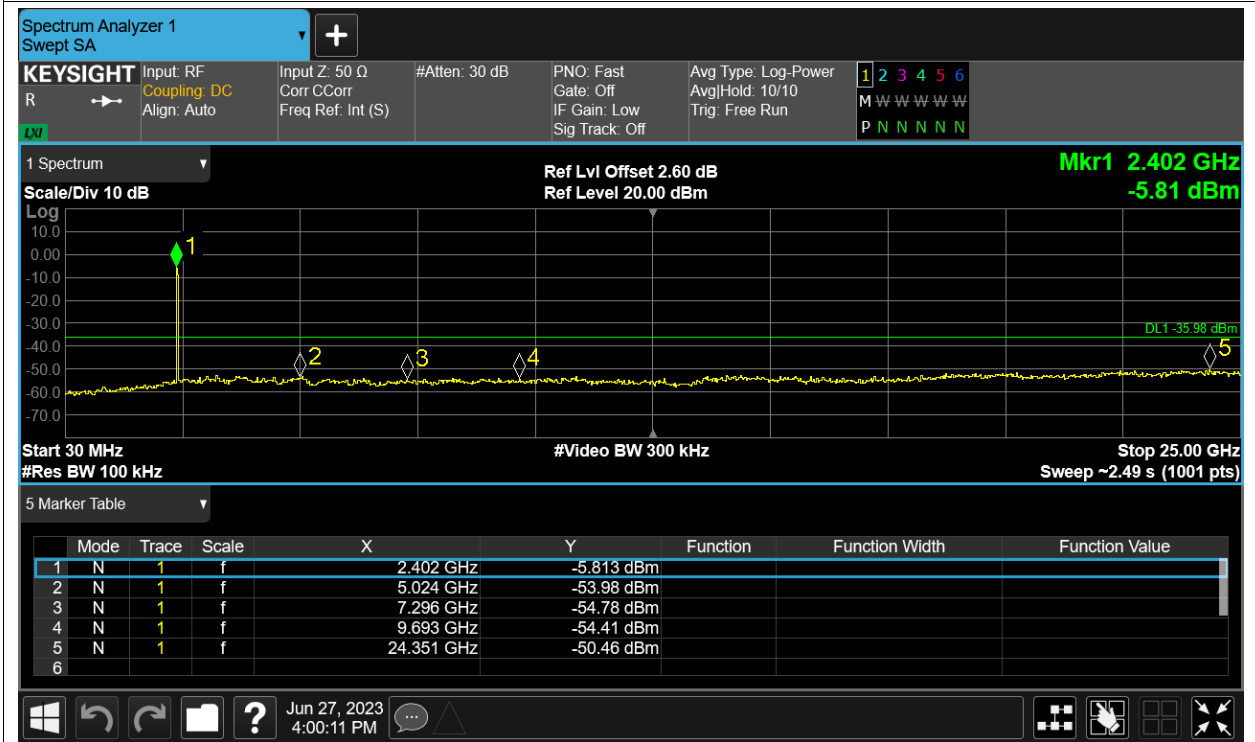 Spectrum Analyzer 1
Swept SA
+
KEYSIGHT
R
LXI
Input: RF
Coupling: DC
Align: Auto
Input Z: 50 Ω
Corr CCorr
Freq Ref: Int (S)
#Atten: 30 dB
PNO: Fast
Gate: Off
IF Gain: Low
Sig Track: Off
Avg Type: Log-Power
Avg|Hold: 10/10
Trig: Free Run
1 2 3 4 5 6
M W W W W W
P N N N N N
1 Spectrum
Scale/Div 10 dB
Ref Lvl Offset 2.60 dB
Ref Level 20.00 dBm
Mkr1 2.402 GHz
-5.81 dBm
Log
10.0
0.00
-10.0
-20.0
-30.0
-40.0
-50.0
-60.0
-70.0
1
2
3
4
5
DL1 -35.98 dBm
Start 30 MHz
#Res BW 100 kHz
#Video BW 300 kHz
Stop 25.00 GHz
Sweep ~2.49 s (1001 pts)
5 Marker Table
Mode Trace Scale X Y Function Function Width Function Value
1 N 1 f 2.402 GHz -5.813 dBm
2 N 1 f 5.024 GHz -53.98 dBm
3 N 1 f 7.296 GHz -54.78 dBm
4 N 1 f 9.693 GHz -54.41 dBm
5 N 1 f 24.351 GHz -50.46 dBm
6
?
Jun 27, 2023
4:00:11 PM